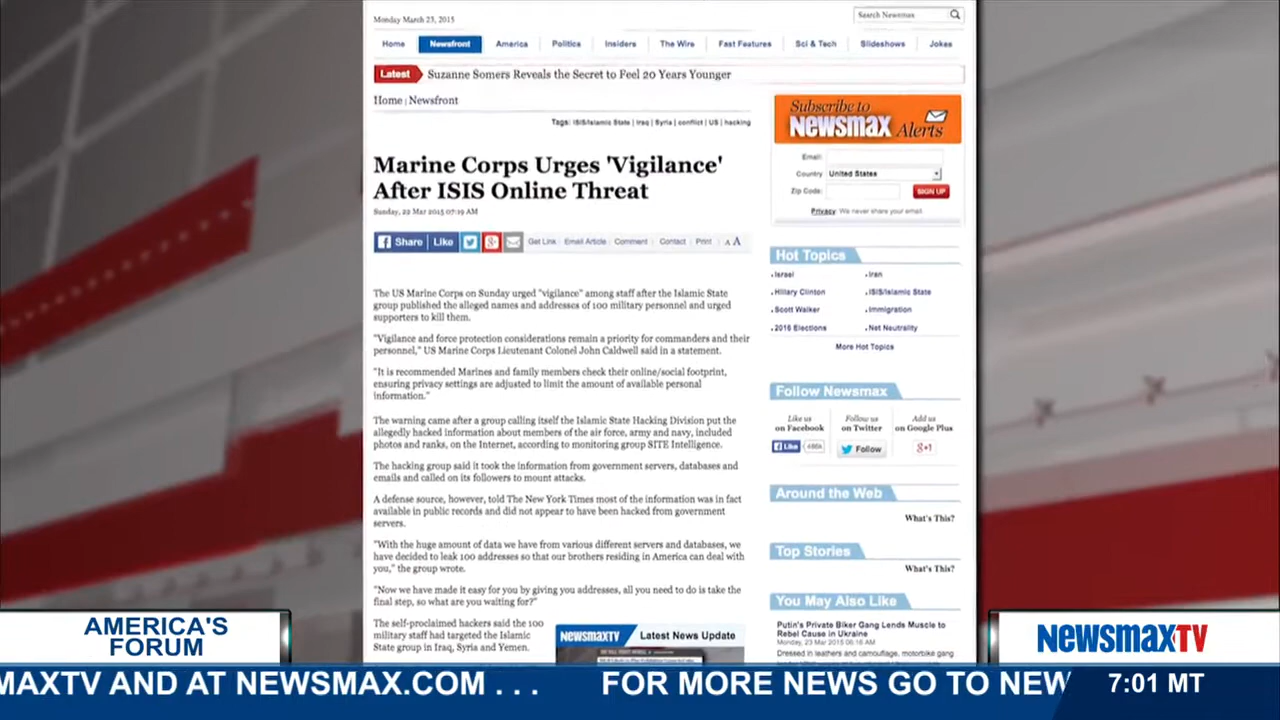 Monday March 23, 2015
Search Newsmax
Home
Newsfront
America
Politics
Insiders
The Wire
Fast Features
Sci & Tech
Slideshows
Jokes
Latest
Suzanne Somers Reveals the Secret to Feel 20 Years Younger
Home | Newsfront
Tags: ISIS/Islamic State | Iraq | Syria | conflict | US | hacking
Marine Corps Urges 'Vigilance'
After ISIS Online Threat
Sunday, 22 Mar 2015 07:19 AM
Share
Like
Get Link
Email Article
Comment
Contact
Print
A A
The US Marine Corps on Sunday urged "vigilance" among staff after the Islamic State
group published the alleged names and addresses of 100 military personnel and urged
supporters to kill them.
"Vigilance and force protection considerations remain a priority for commanders and their
personnel," US Marine Corps Lieutenant Colonel John Caldwell said in a statement.
"It is recommended Marines and family members check their online/social footprint,
ensuring privacy settings are adjusted to limit the amount of available personal
information."
The warning came after a group calling itself the Islamic State Hacking Division put the
allegedly hacked information about members of the air force, army and navy, included
photos and ranks, on the Internet, according to monitoring group SITE Intelligence.
The hacking group said it took the information from government servers, databases and
emails and called on its followers to mount attacks.
A defense source, however, told The New York Times most of the information was in fact
available in public records and did not appear to have been hacked from government
servers.
"With the huge amount of data we have from various different servers and databases, we
have decided to leak 100 addresses so that our brothers residing in America can deal with
you," the group wrote.
"Now we have made it easy for you by giving you addresses, all you need to do is take the
final step, so what are you waiting for?"
The self-proclaimed hackers said the 100
military staff had targeted the Islamic
State group in Iraq, Syria and Yemen.
NEWSMAXTV
Latest News Update
Subscribe to
NEWSMAX Alerts
Email:
Country United States
Zip Code:
SIGN UP
Privacy: We never share your email.
Hot Topics
Israel
Iran
Hillary Clinton
ISIS/Islamic State
Scott Walker
Immigration
2016 Elections
Net Neutrality
More Hot Topics
Follow Newsmax
Like us
on Facebook
Follow us
on Twitter
Add us
on Google Plus
Like
Follow
g+1
Around the Web
What's This?
Top Stories
What's This?
You May Also Like
Putin's Private Biker Gang Lends Muscle to
Rebel Cause in Ukraine
Monday, 23 Mar 2015 06:16 AM
Dressed in leathers and camouflage, motorbike gang
AMERICA'S
FORUM
NEWSMAXTV
MAXTV AND AT NEWSMAX.COM . . . FOR MORE NEWS GO TO NEW
7:01 MT